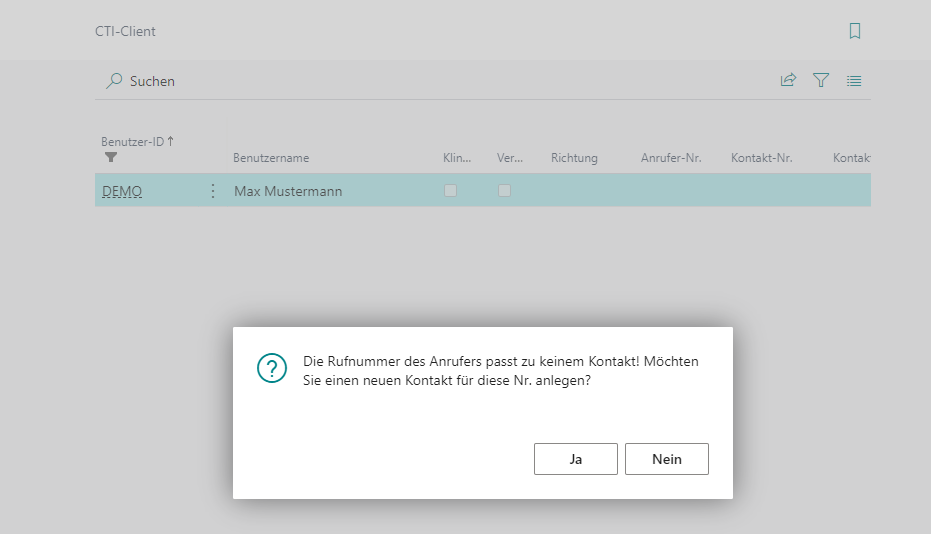 CTI-Client
Suchen
Benutzer-ID
Benutzername Klin... Ver... Richtung Anrufer-Nr. Kontakt-Nr. Kontak
DEMO Max Mustermann
Die Rufnummer des Anrufers passt zu keinem Kontakt! Möchten
Sie einen neuen Kontakt für diese Nr. anlegen?
Ja Nein